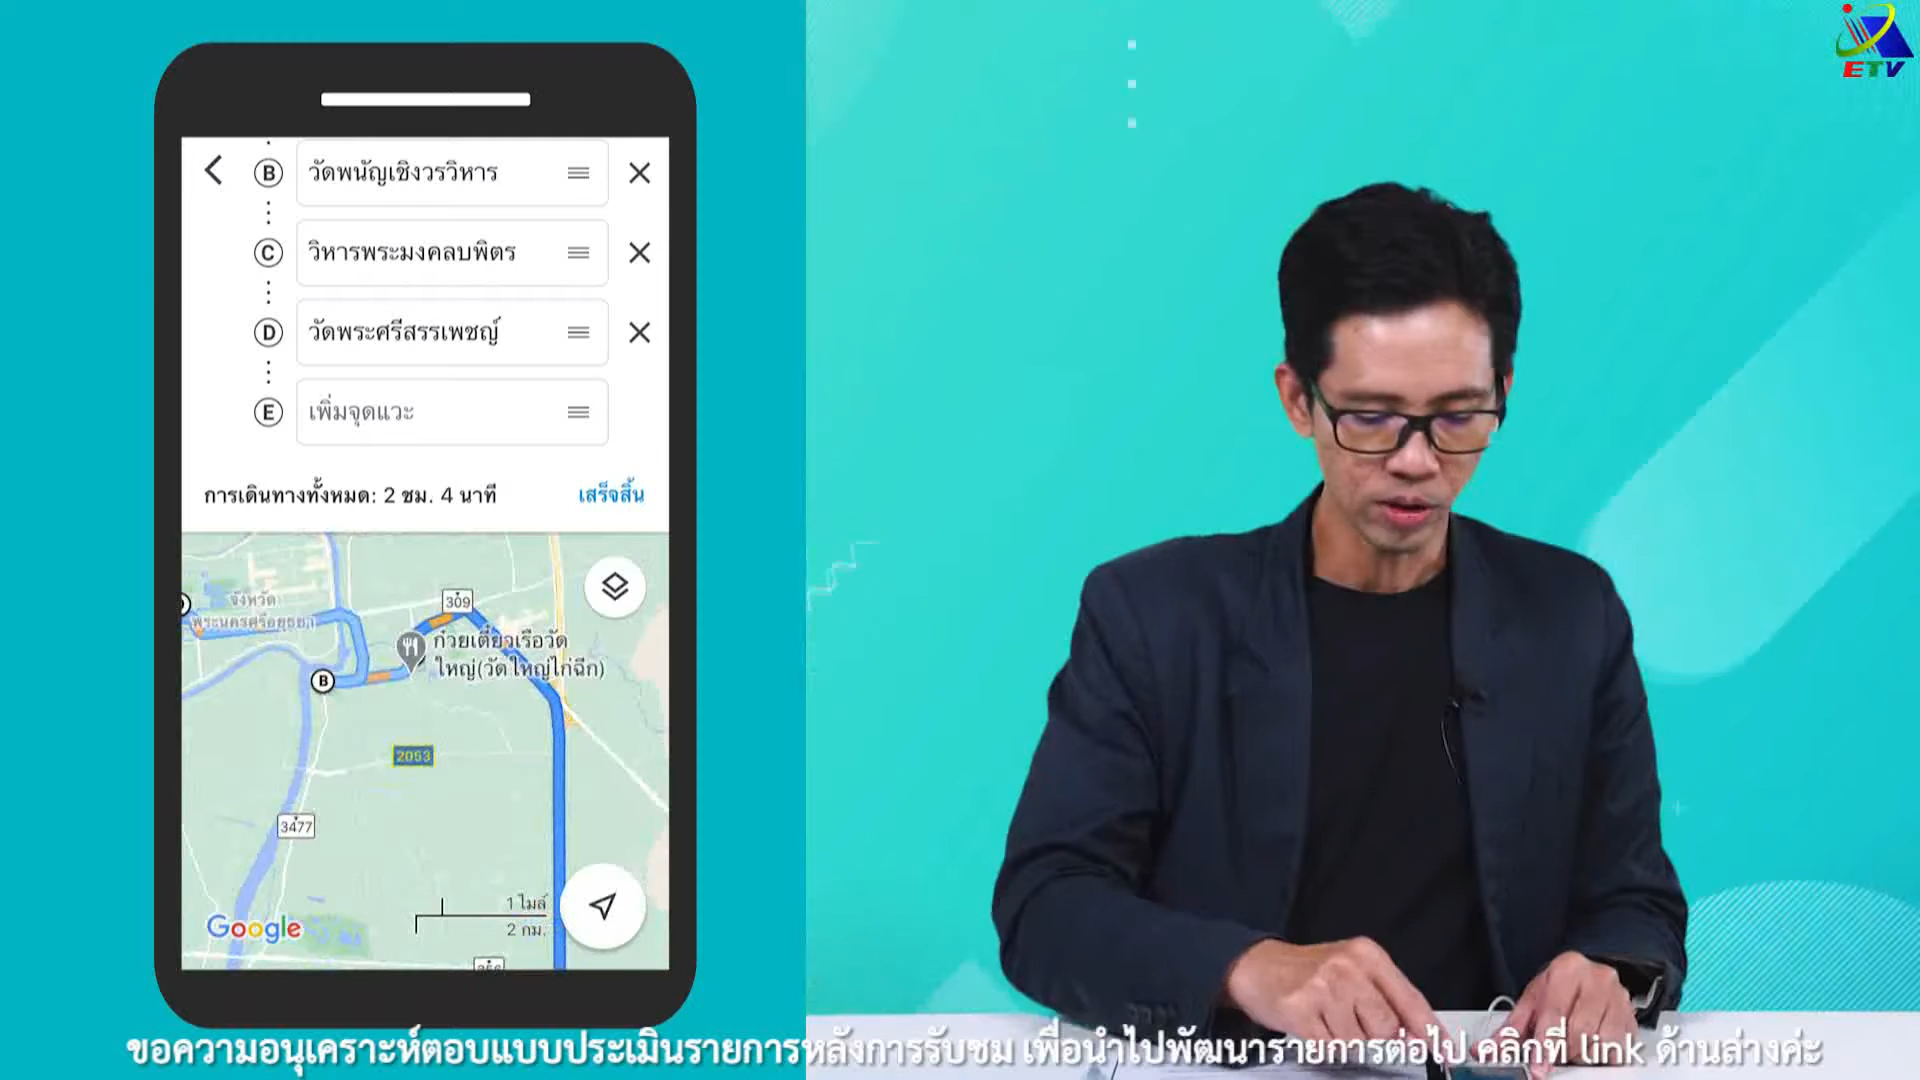 ETV
B วัดพนัญเชิงวรวิหาร
C วิหารพระมงคลบพิตร
D วัดพระศรีสรรเพชญ์
E เพิ่มจุดแวะ
การเดินทางทั้งหมด: 2 ชม. 4 นาที เสร็จสิ้น
จังหวัด
พระนครศรีอยุธยา
309
ก๋วยเตี๋ยวเรือวัด
ใหญ่(วัดใหญ่ไก่ฉีก)
B
2053
3477
1 ไมล์
2 กม.
Google
ขอความอนุเคราะห์ตอบแบบประเมินรายการหลังการรับชม เพื่อนำไปพัฒนารายการต่อไป คลิกที่ link ด้านล่างค่ะ